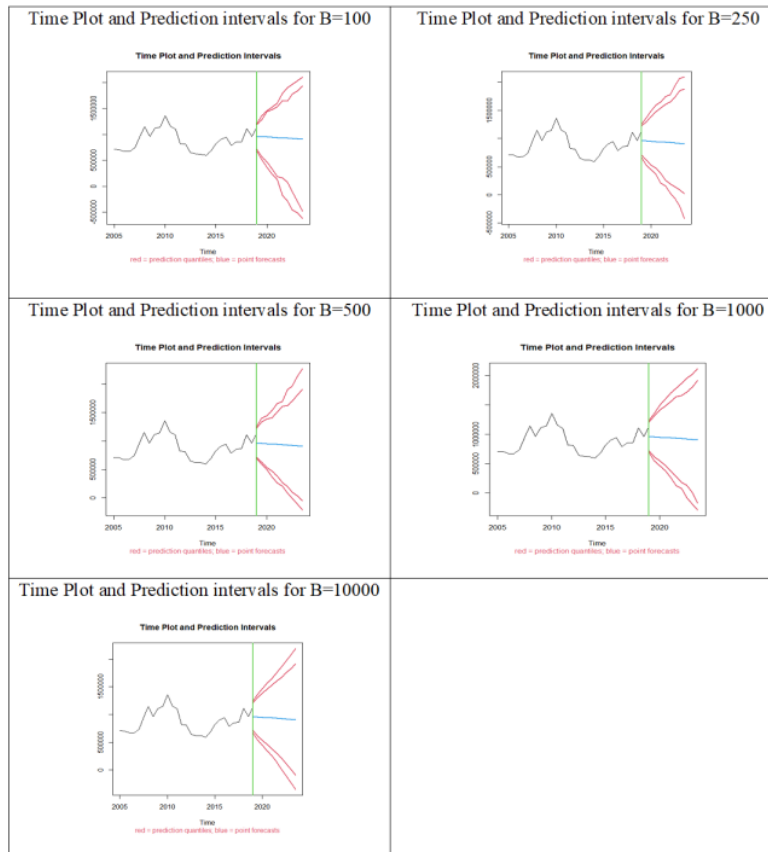 Time Plot and Prediction intervals for B=100
Time Plot and Prediction Intervals
1500000
500000
0
-500000
2005
2010
2015
2020
Time
red = prediction quantiles; blue = point forecasts
Time Plot and Prediction intervals for B=250
Time Plot and Prediction Intervals
1500000
500000
0
-500000
2005
2010
2015
2020
Time
red = prediction quantiles; blue = point forecasts
Time Plot and Prediction intervals for B=500
Time Plot and Prediction Intervals
1500000
500000
0
2005
2010
2015
2020
Time
red = prediction quantiles; blue = point forecasts
Time Plot and Prediction intervals for B=1000
Time Plot and Prediction Intervals
2000000
1500000
1000000
500000
0
2005
2010
2015
2020
Time
red = prediction quantiles; blue = point forecasts
Time Plot and Prediction intervals for B=10000
Time Plot and Prediction Intervals
1500000
500000
0
2005
2010
2015
2020
Time
red = prediction quantiles; blue = point forecasts